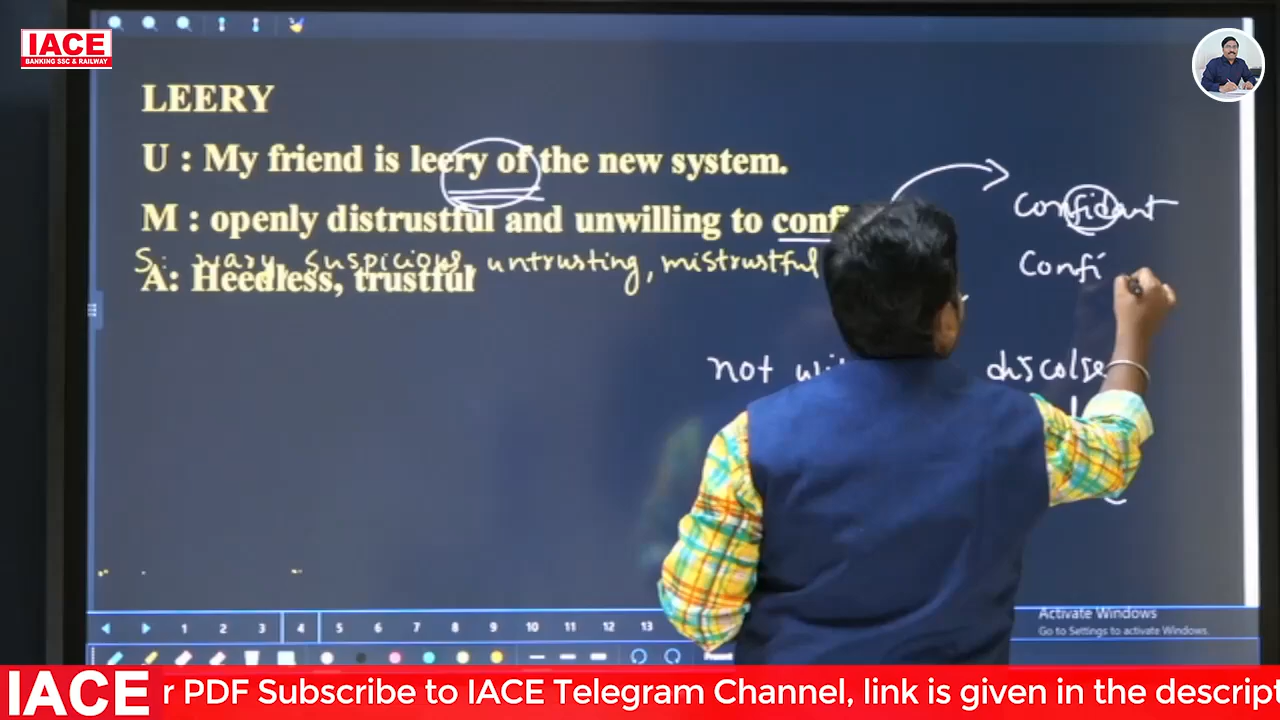 IACE
BANKING SSC & RAILWAY
LEERY
U : My friend is leery of the new system.
M : openly distrustful and unwilling to confi
S: wary, suspicious, untrusting, mistrustful
A: Heedless, trustful
Confidant
Confi
not discolse
1 2 3 4 5 6 7 8 9 10 11 12 13
Activate Windows
Go to Settings to activate Windows.
Present
IACE r PDF Subscribe to IACE Telegram Channel, link is given in the descript